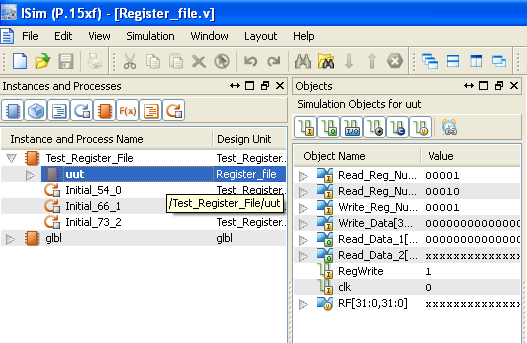 ISim (P.15xf) - [Register_file.v]
File Edit View Simulation Window Layout Help
Instances and Processes
Objects
Simulation Objects for uut
F(x)
Instance and Process Name Design Unit
Object Name Value
Test_Register_File Test_Register...
uut Register_file
Initial_54_0 Test_Register...
Initial_66_1 Test_Register...
Initial_73_2 Test_Register...
glbl glbl
/Test_Register_File/uut
Read_Reg_Nu... 00001
Read_Reg_Nu... 00010
Write_Reg_Nu... 00001
Write_Data[3... 0000000000000
Read_Data_1[... 0000000000000
Read_Data_2[... xxxxxxxxxxxxx
RegWrite 1
clk 0
RF[31:0,31:0] xxxxxxxxxxxxx